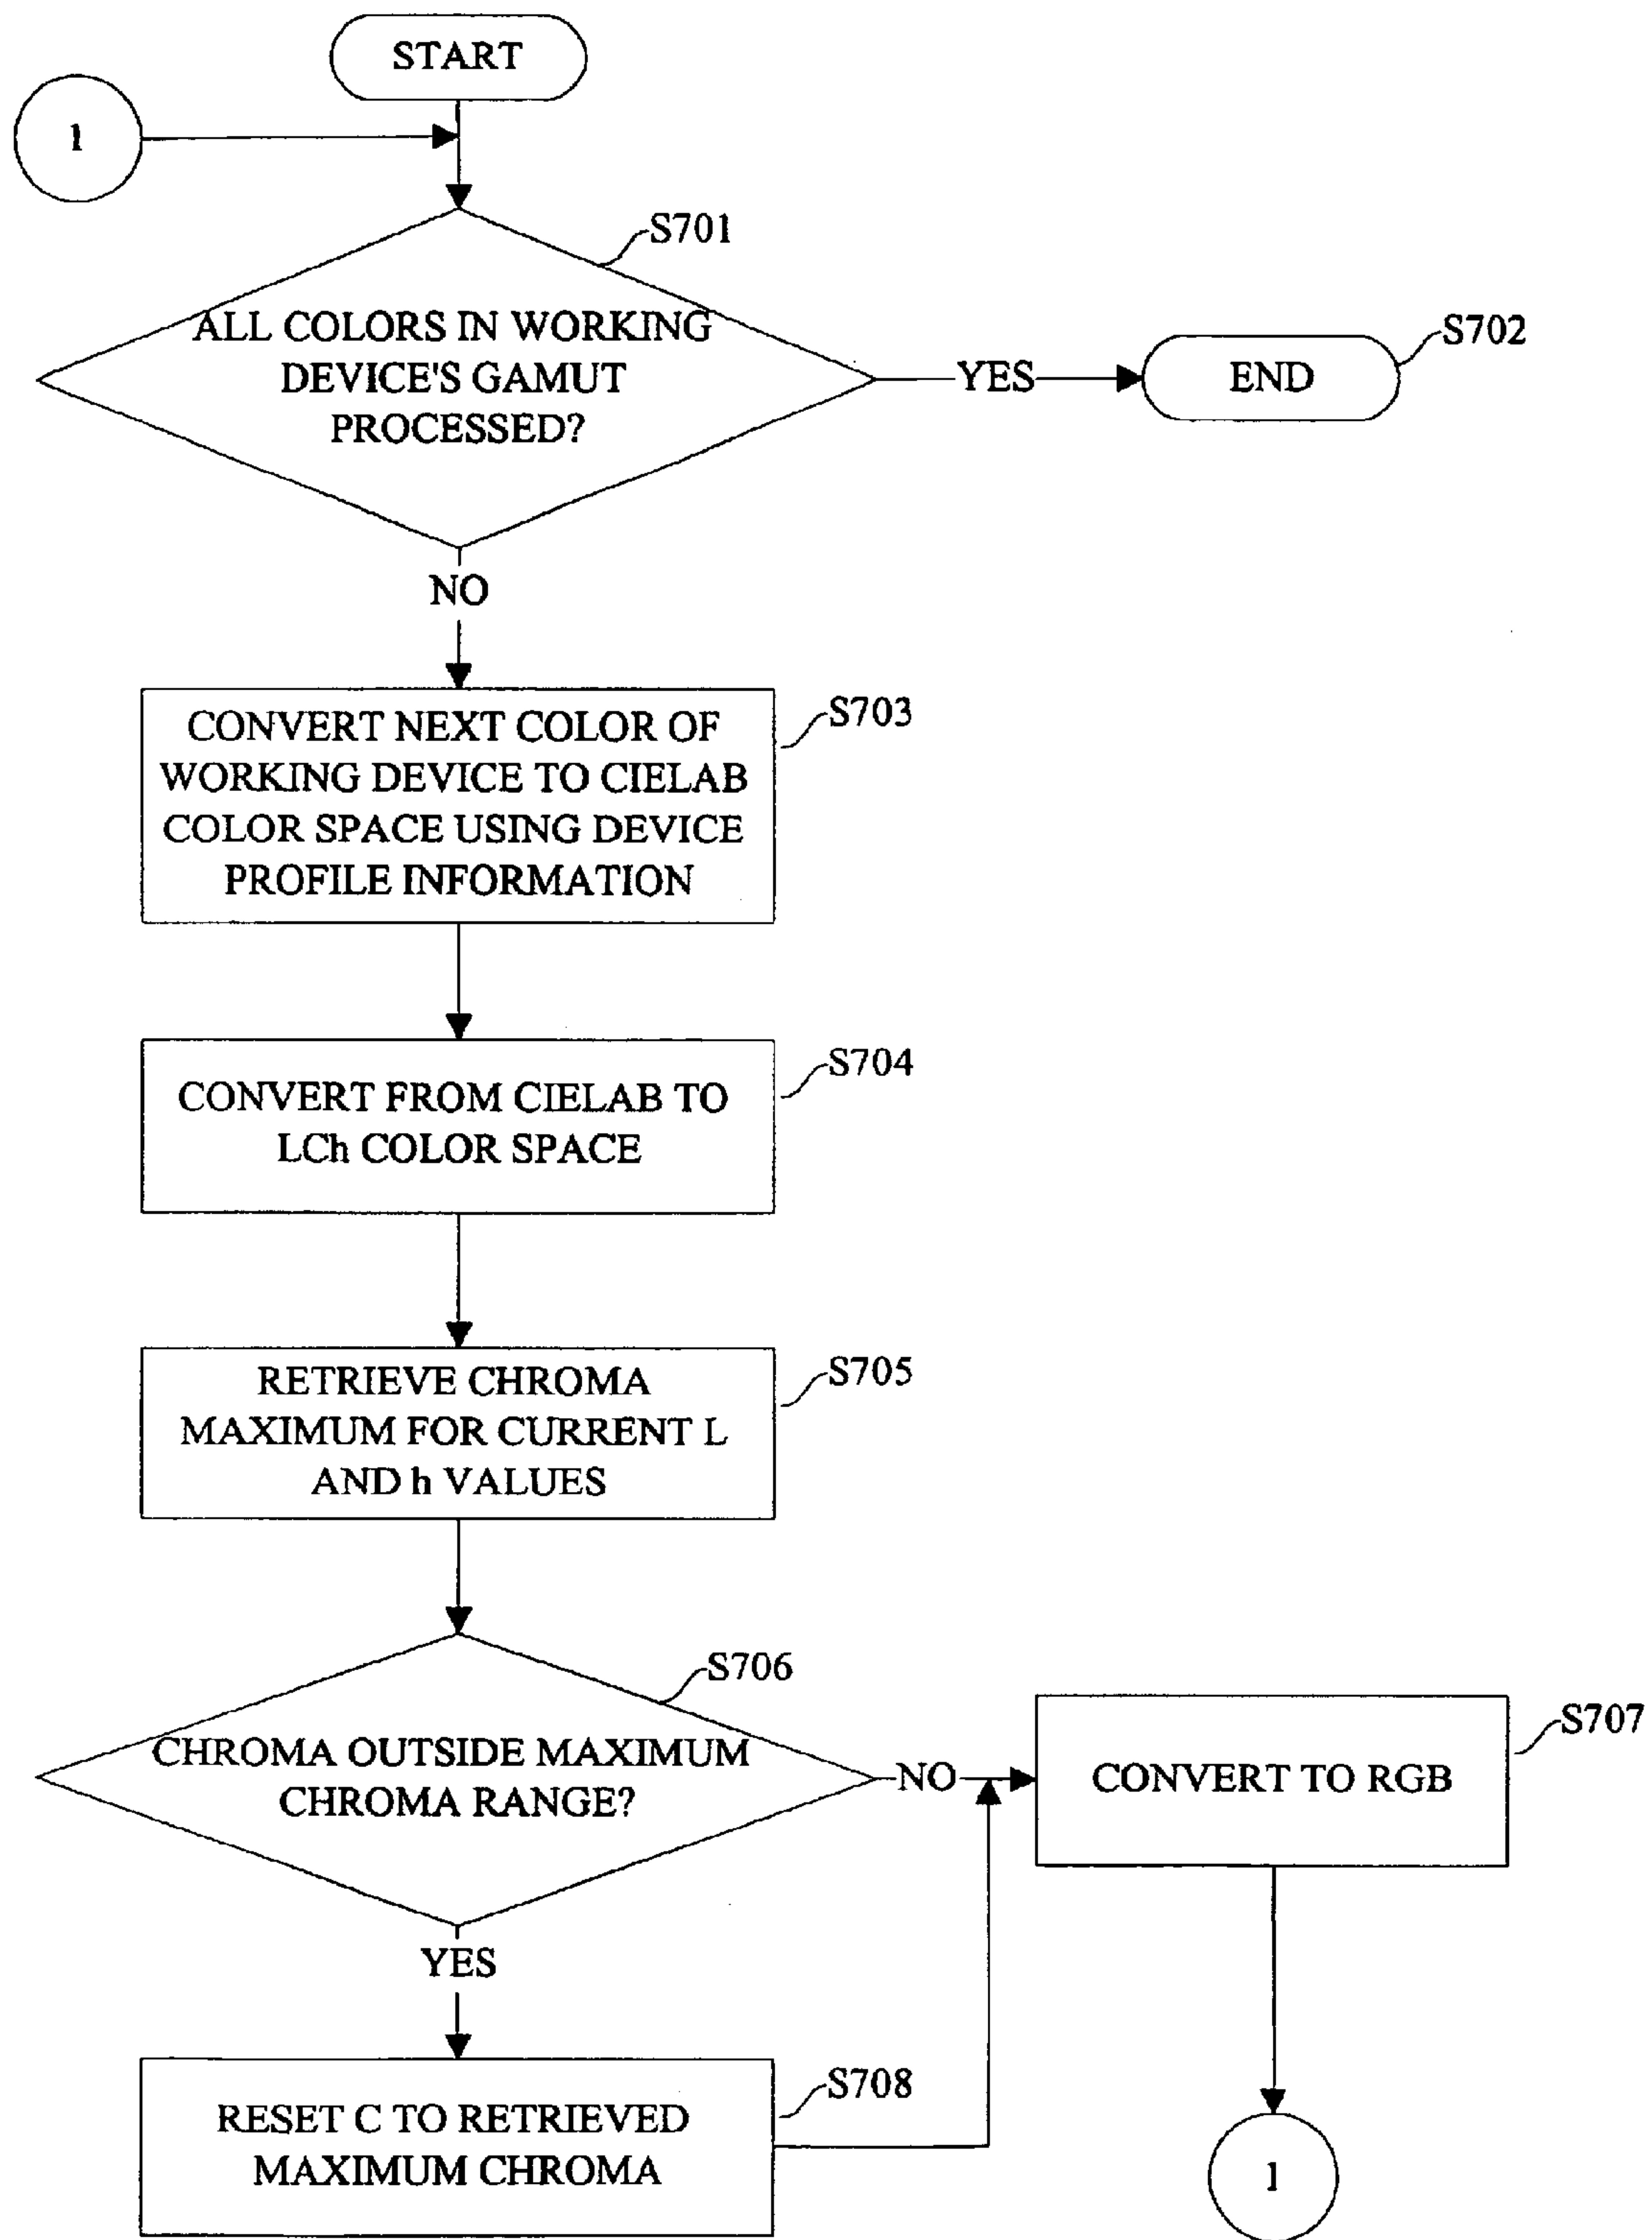 START
1
S701
ALL COLORS IN WORKING
DEVICE'S GAMUT
PROCESSED?
YES
END
S702
NO
S703
CONVERT NEXT COLOR OF
WORKING DEVICE TO CIELAB
COLOR SPACE USING DEVICE
PROFILE INFORMATION
S704
CONVERT FROM CIELAB TO
LCh COLOR SPACE
S705
RETRIEVE CHROMA
MAXIMUM FOR CURRENT L
AND h VALUES
S706
CHROMA OUTSIDE MAXIMUM
CHROMA RANGE?
NO
S707
CONVERT TO RGB
YES
S708
RESET C TO RETRIEVED
MAXIMUM CHROMA
1